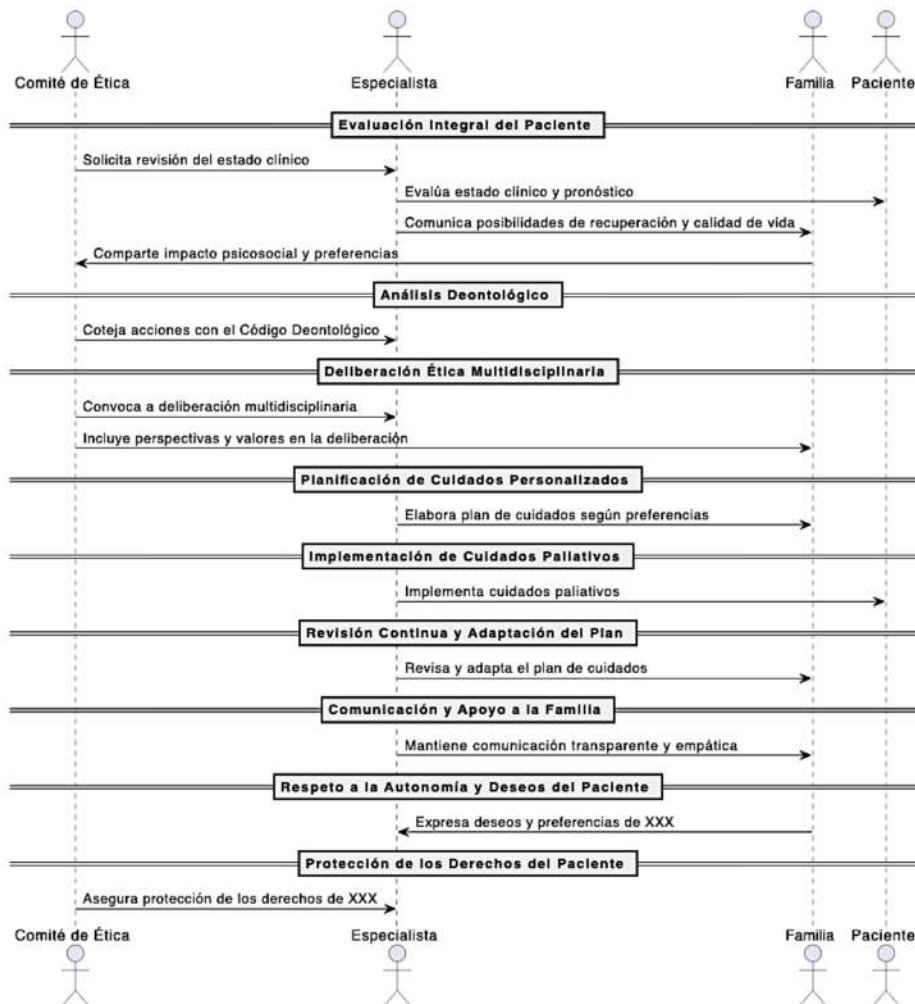 Comité de Ética
Especialista
Familia
Paciente
Evaluación Integral del Paciente
Solicita revisión del estado clínico
Evalúa estado clínico y pronóstico
Comunica posibilidades de recuperación y calidad de vida
Comparte impacto psicosocial y preferencias
Análisis Deontológico
Coteja acciones con el Código Deontológico
Deliberación Ética Multidisciplinaria
Convoca a deliberación multidisciplinaria
Incluye perspectivas y valores en la deliberación
Planificación de Cuidados Personalizados
Elabora plan de cuidados según preferencias
Implementación de Cuidados Paliativos
Implementa cuidados paliativos
Revisión Continua y Adaptación del Plan
Revisa y adapta el plan de cuidados
Comunicación y Apoyo a la Familia
Mantiene comunicación transparente y empática
Respeto a la Autonomía y Deseos del Paciente
Expresa deseos y preferencias de XXX
Protección de los Derechos del Paciente
Asegura protección de los derechos de XXX
Comité de Ética
Especialista
Familia
Paciente